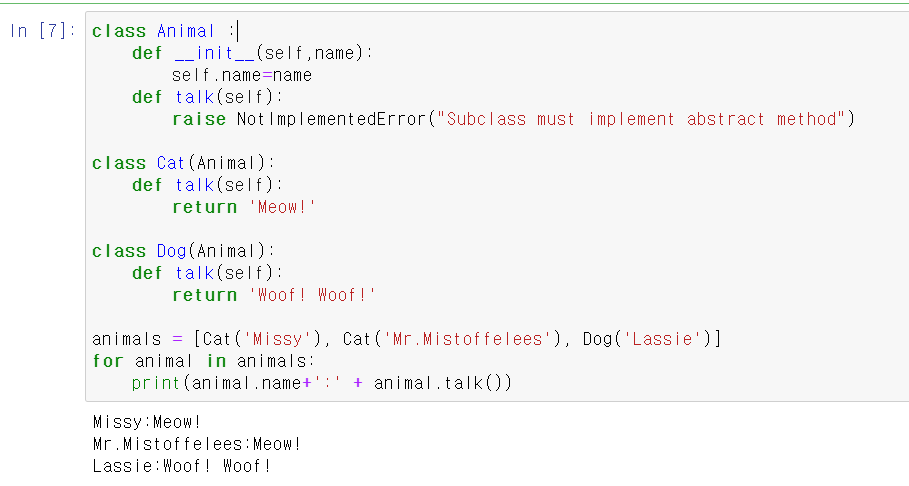 In [7]:
class Animal :
    def __init__(self,name):
        self.name=name
    def talk(self):
        raise NotImplementedError("Subclass must implement abstract method")

class Cat(Animal):
    def talk(self):
        return 'Meow!'

class Dog(Animal):
    def talk(self):
        return 'Woof! Woof!'

animals = [Cat('Missy'), Cat('Mr.Mistoffelees'), Dog('Lassie')]
for animal in animals:
    print(animal.name+':' + animal.talk())
Missy:Meow!
Mr.Mistoffelees:Meow!
Lassie:Woof! Woof!